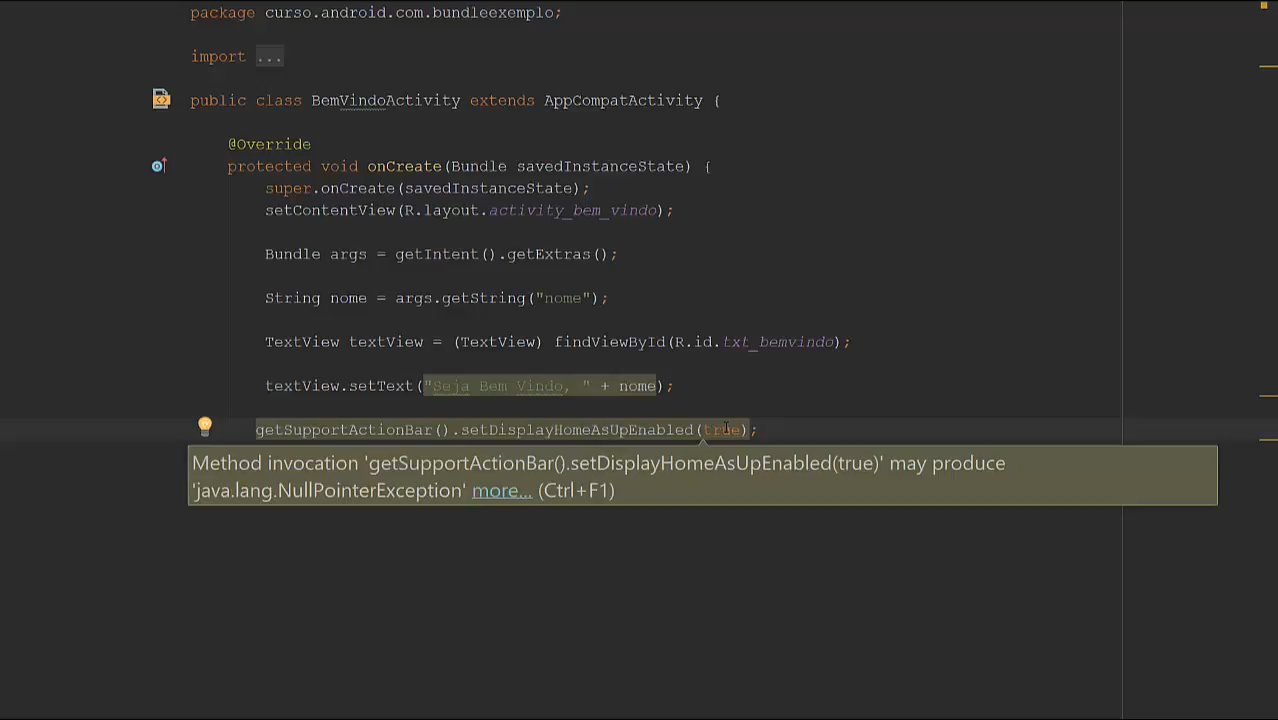 package curso.android.com.bundleexemplo;
import ...
public class BemVindoActivity extends AppCompatActivity {
@Override
protected void onCreate(Bundle savedInstanceState) {
super.onCreate(savedInstanceState);
setContentView(R.layout.activity_bem_vindo);
Bundle args = getIntent().getExtras();
String nome = args.getString("nome");
TextView textView = (TextView) findViewById(R.id.txt_bemvindo);
textView.setText("Seja Bem Vindo, " + nome);
getSupportActionBar().setDisplayHomeAsUpEnabled(true);
Method invocation 'getSupportActionBar().setDisplayHomeAsUpEnabled(true)' may produce
'java.lang.NullPointerException' more... (Ctrl+F1)